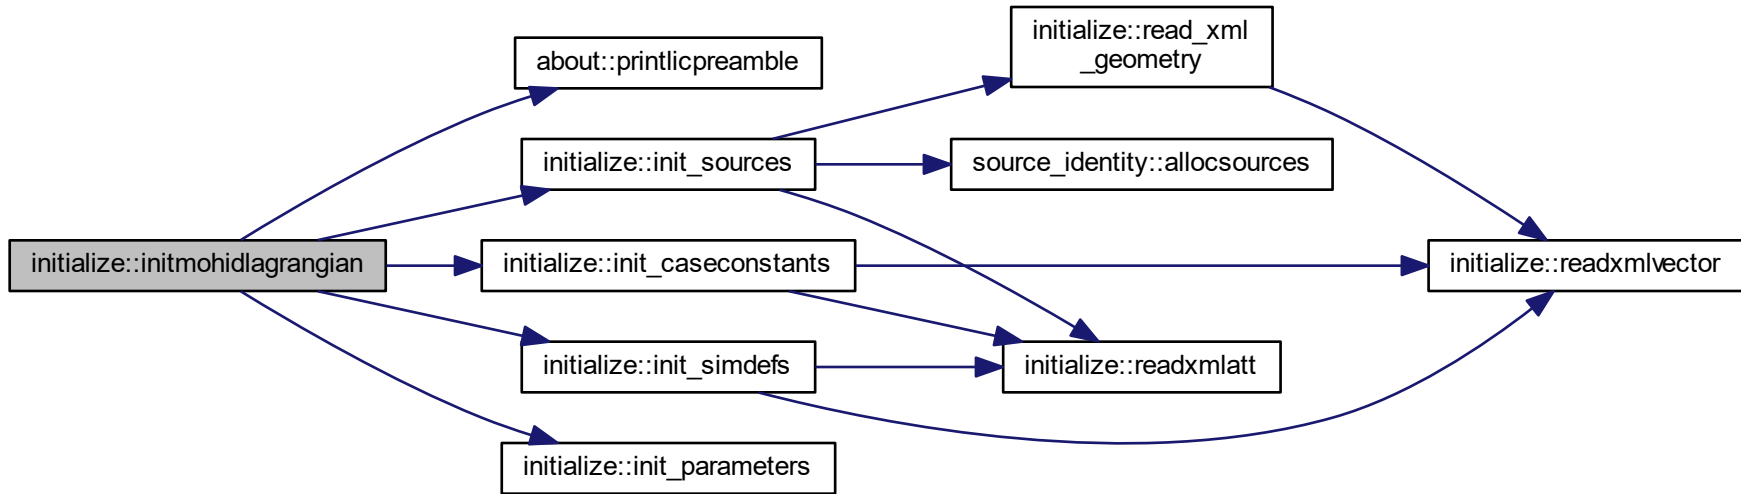 initialize::initmohidlagrangian
about::printlicpreamble
initialize::init_sources
initialize::init_caseconstants
initialize::init_simdefs
initialize::init_parameters
initialize::read_xml
_geometry
source_identity::allocsources
initialize::readxmlatt
initialize::readxmlvector